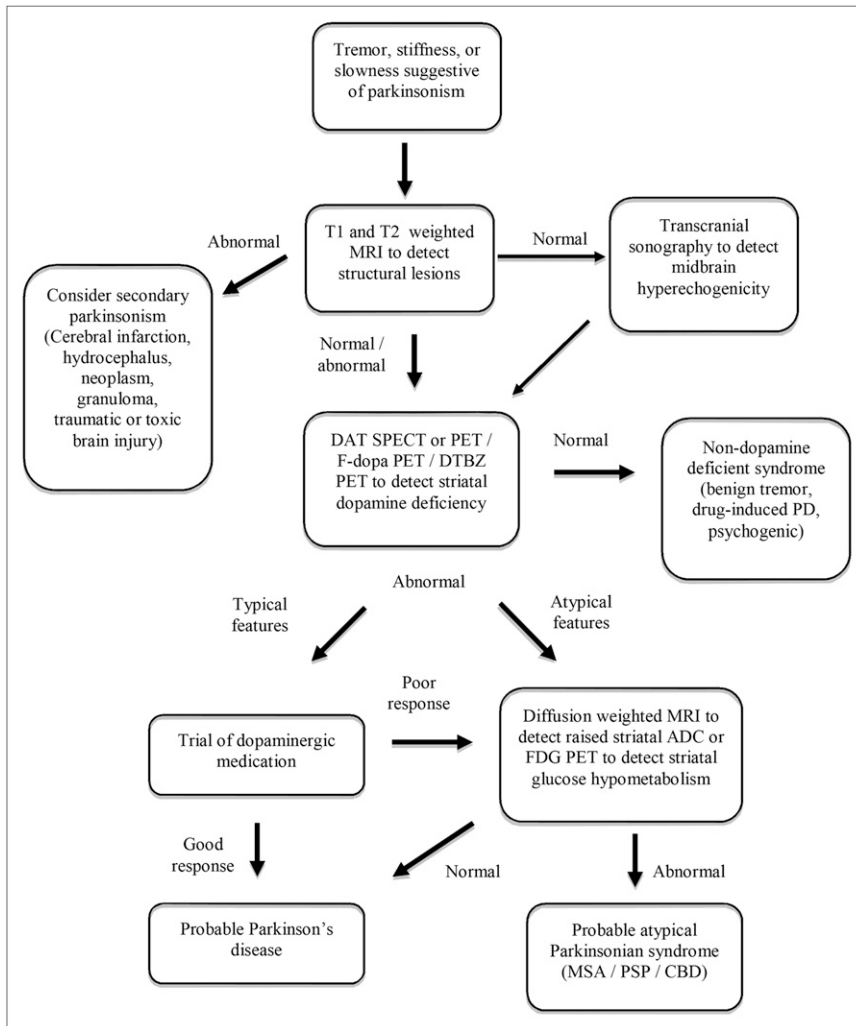 Tremor, stiffness, or
slowness suggestive
of parkinsonism
Abnormal
T1 and T2 weighted
MRI to detect
structural lesions
Normal
Transcranial
sonography to detect
midbrain
hyperechogenicity
Consider secondary
parkinsonism
(Cerebral infarction,
hydrocephalus,
neoplasm,
granuloma,
traumatic or toxic
brain injury)
Normal /
abnormal
DAT SPECT or PET /
F-dopa PET / DTBZ
PET to detect striatal
dopamine deficiency
Normal
Non-dopamine
deficient syndrome
(benign tremor,
drug-induced PD,
psychogenic)
Abnormal
Typical
features
Atypical
features
Trial of dopaminergic
medication
Poor
response
Diffusion weighted MRI to
detect raised striatal ADC or
FDG PET to detect striatal
glucose hypometabolism
Good
response
Normal
Abnormal
Probable Parkinson’s
disease
Probable atypical
Parkinsonian syndrome
(MSA / PSP / CBD)